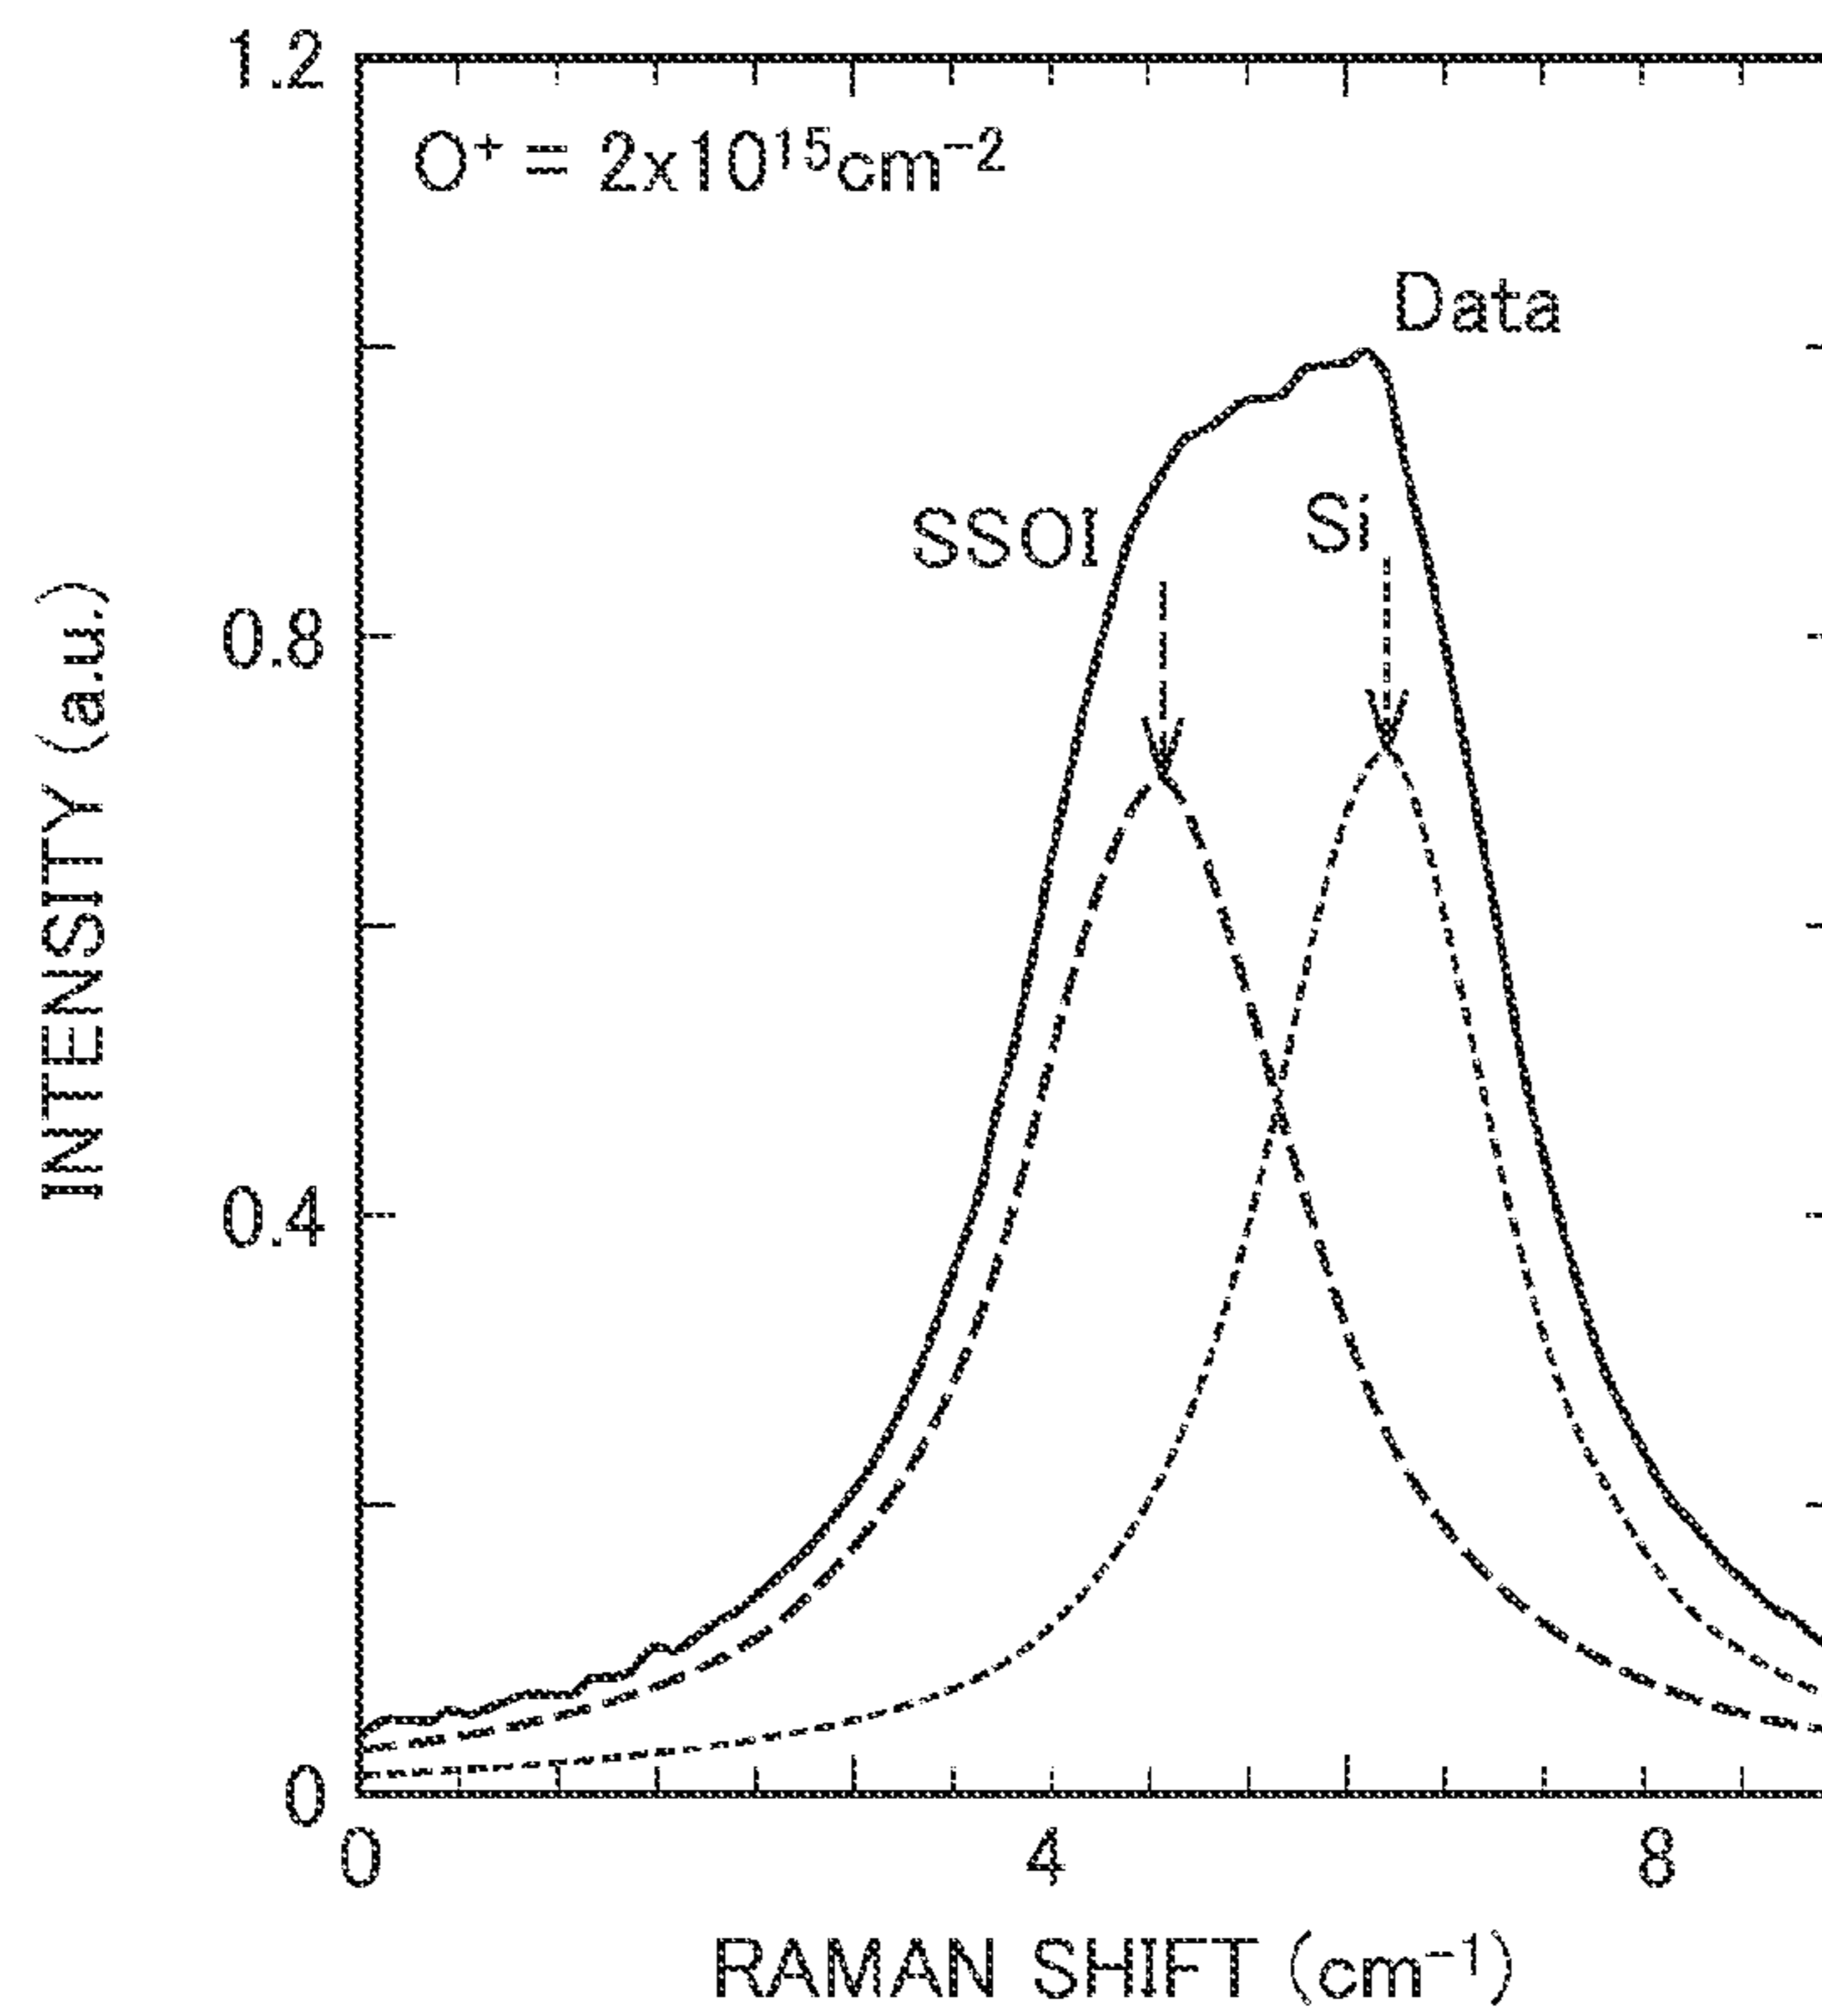 1.2
O⁺ = 2x10¹⁵cm⁻²
Data
SSOI
Si
0.8
INTENSITY (a.u.)
0.4
0
0
4
8
RAMAN SHIFT (cm⁻¹)